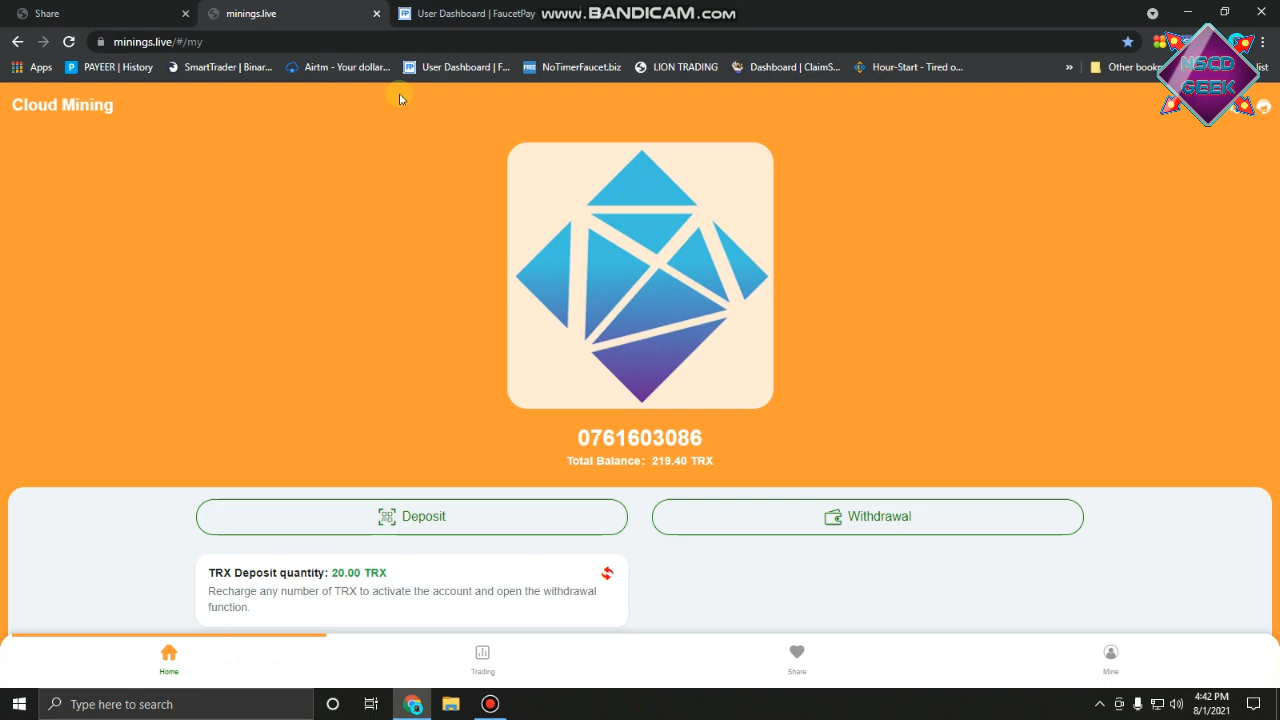 Share
minings.live
User Dashboard | FaucetPay
www.BANDICAM.com
minings.live/#/my
Apps
PAYEER | History
SmartTrader | Binar...
Airtm - Your dollar...
User Dashboard | F...
FREE
NoTimerFaucet.biz
LION TRADING
Dashboard | ClaimS...
Hour-Start - Tired o...
»
Other book
list
NSCD
GEEK
Cloud Mining
0761603086
Total Balance: 219.40 TRX
Deposit
Withdrawal
TRX Deposit quantity: 20.00 TRX
Recharge any number of TRX to activate the account and open the withdrawal
function.
Home
Trading
Share
Mine
Type here to search
4:42 PM
8/1/2021